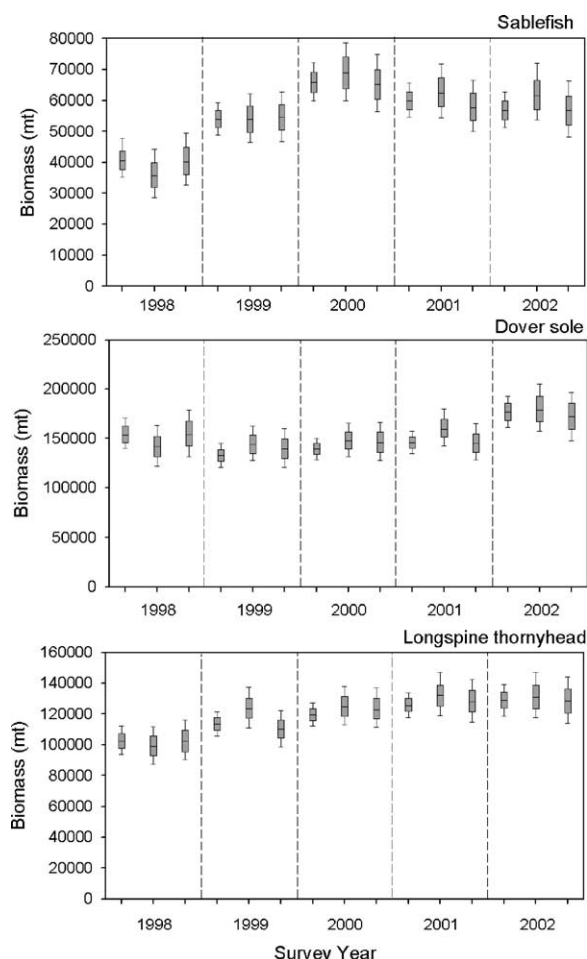 Sablefish
80000
70000
60000
50000
40000
30000
20000
10000
0
Biomass (mt)
1998 1999 2000 2001 2002
Dover sole
250000
200000
150000
100000
50000
0
Biomass (mt)
1998 1999 2000 2001 2002
Longspine thornyhead
160000
140000
120000
100000
80000
60000
40000
20000
0
Biomass (mt)
1998 1999 2000 2001 2002
Survey Year